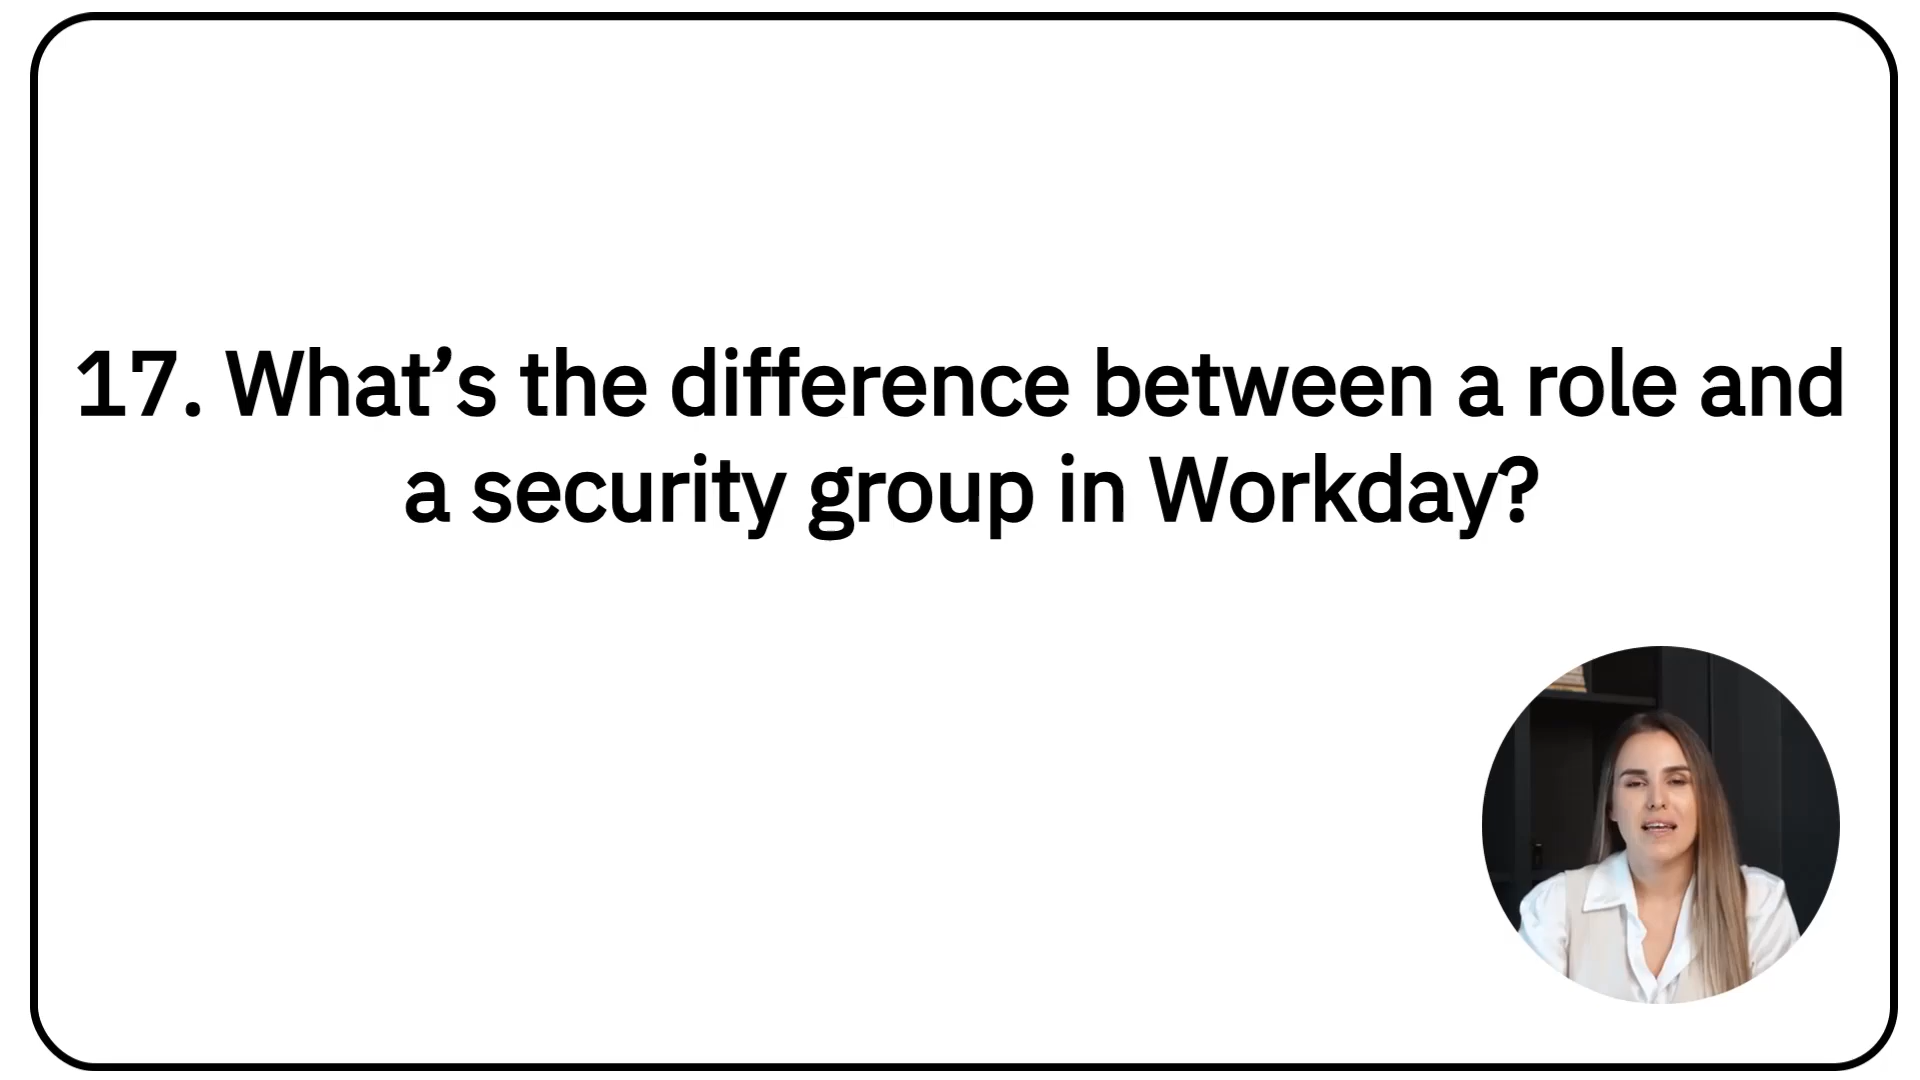 17. What’s the difference between a role and
a security group in Workday?